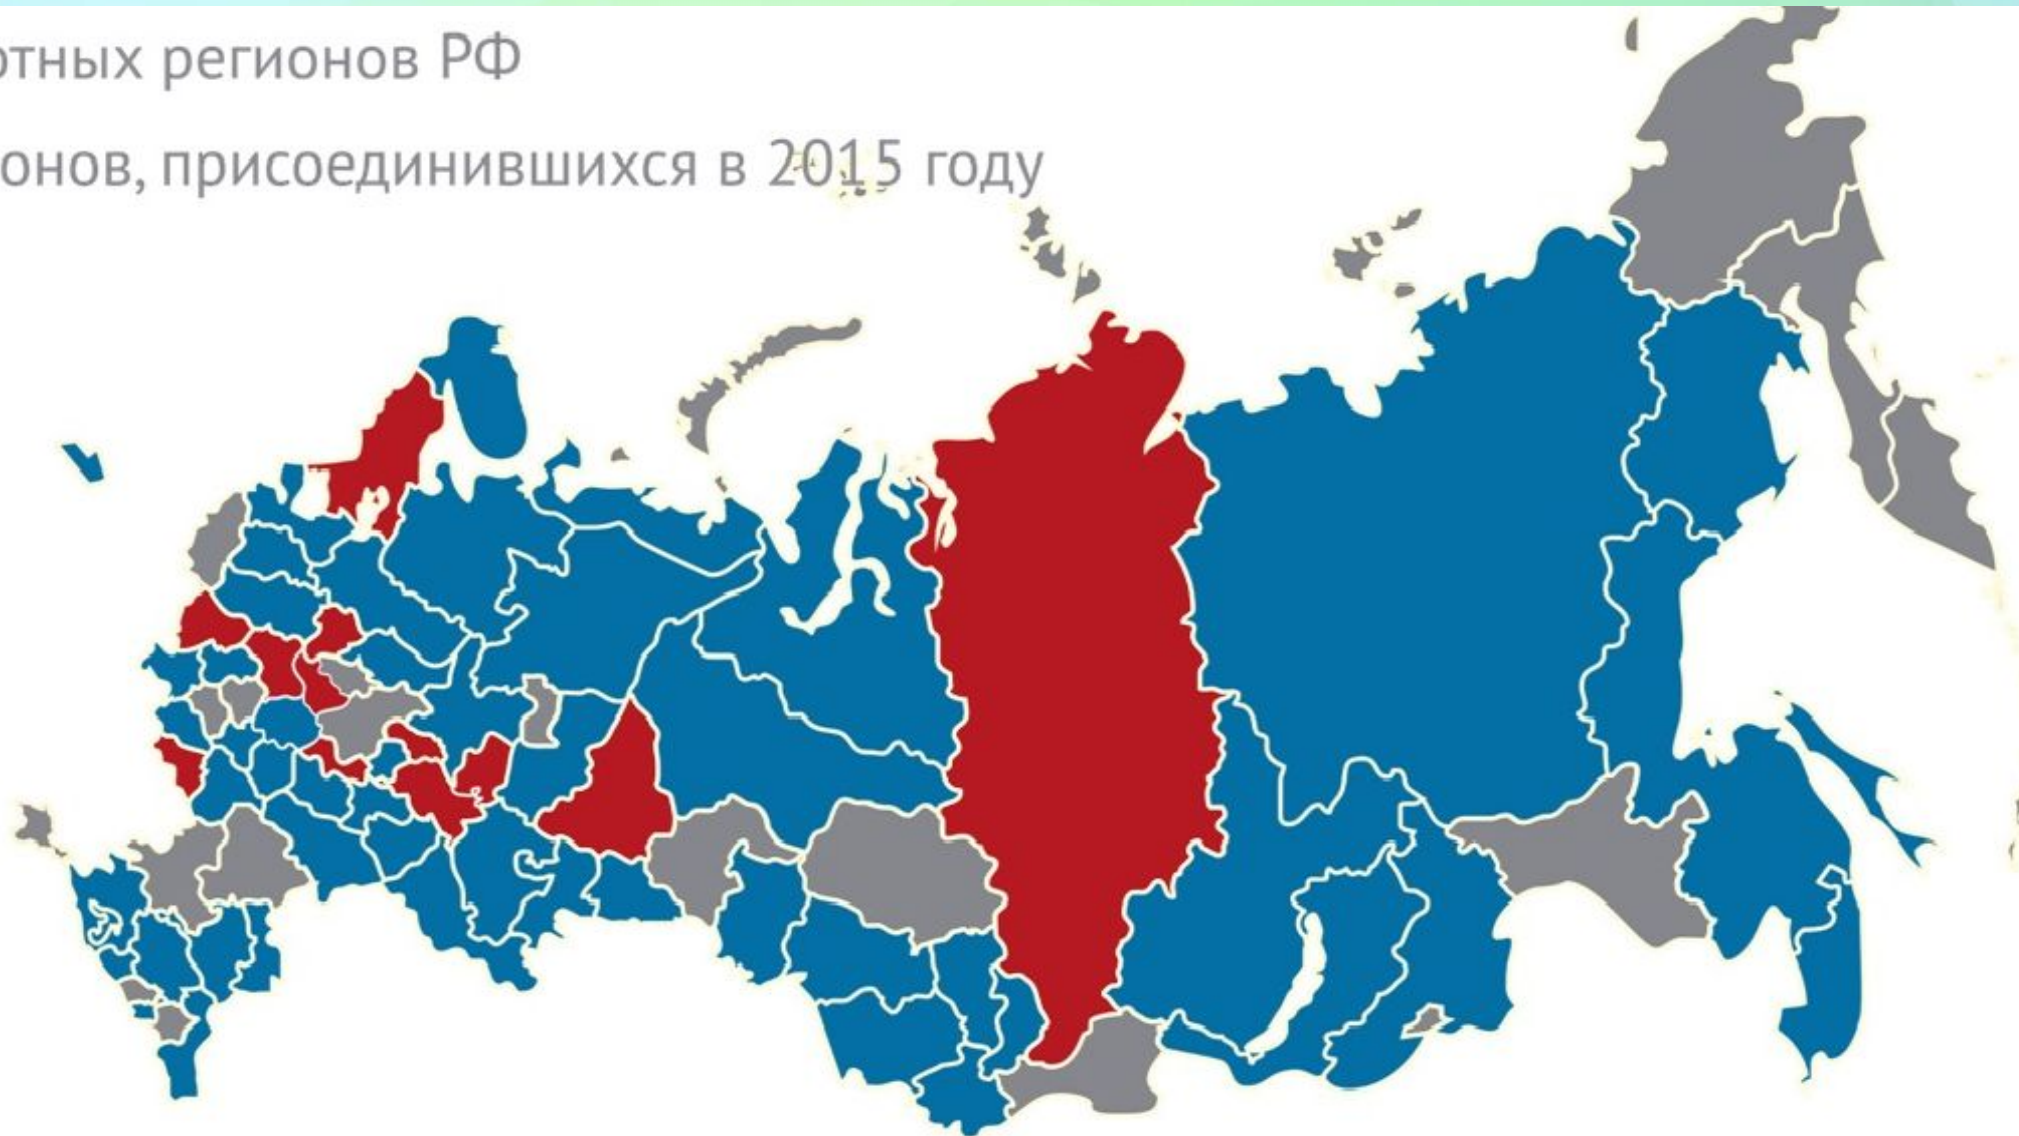 отных регионов РФ
онов, присоединившихся в 2015 году